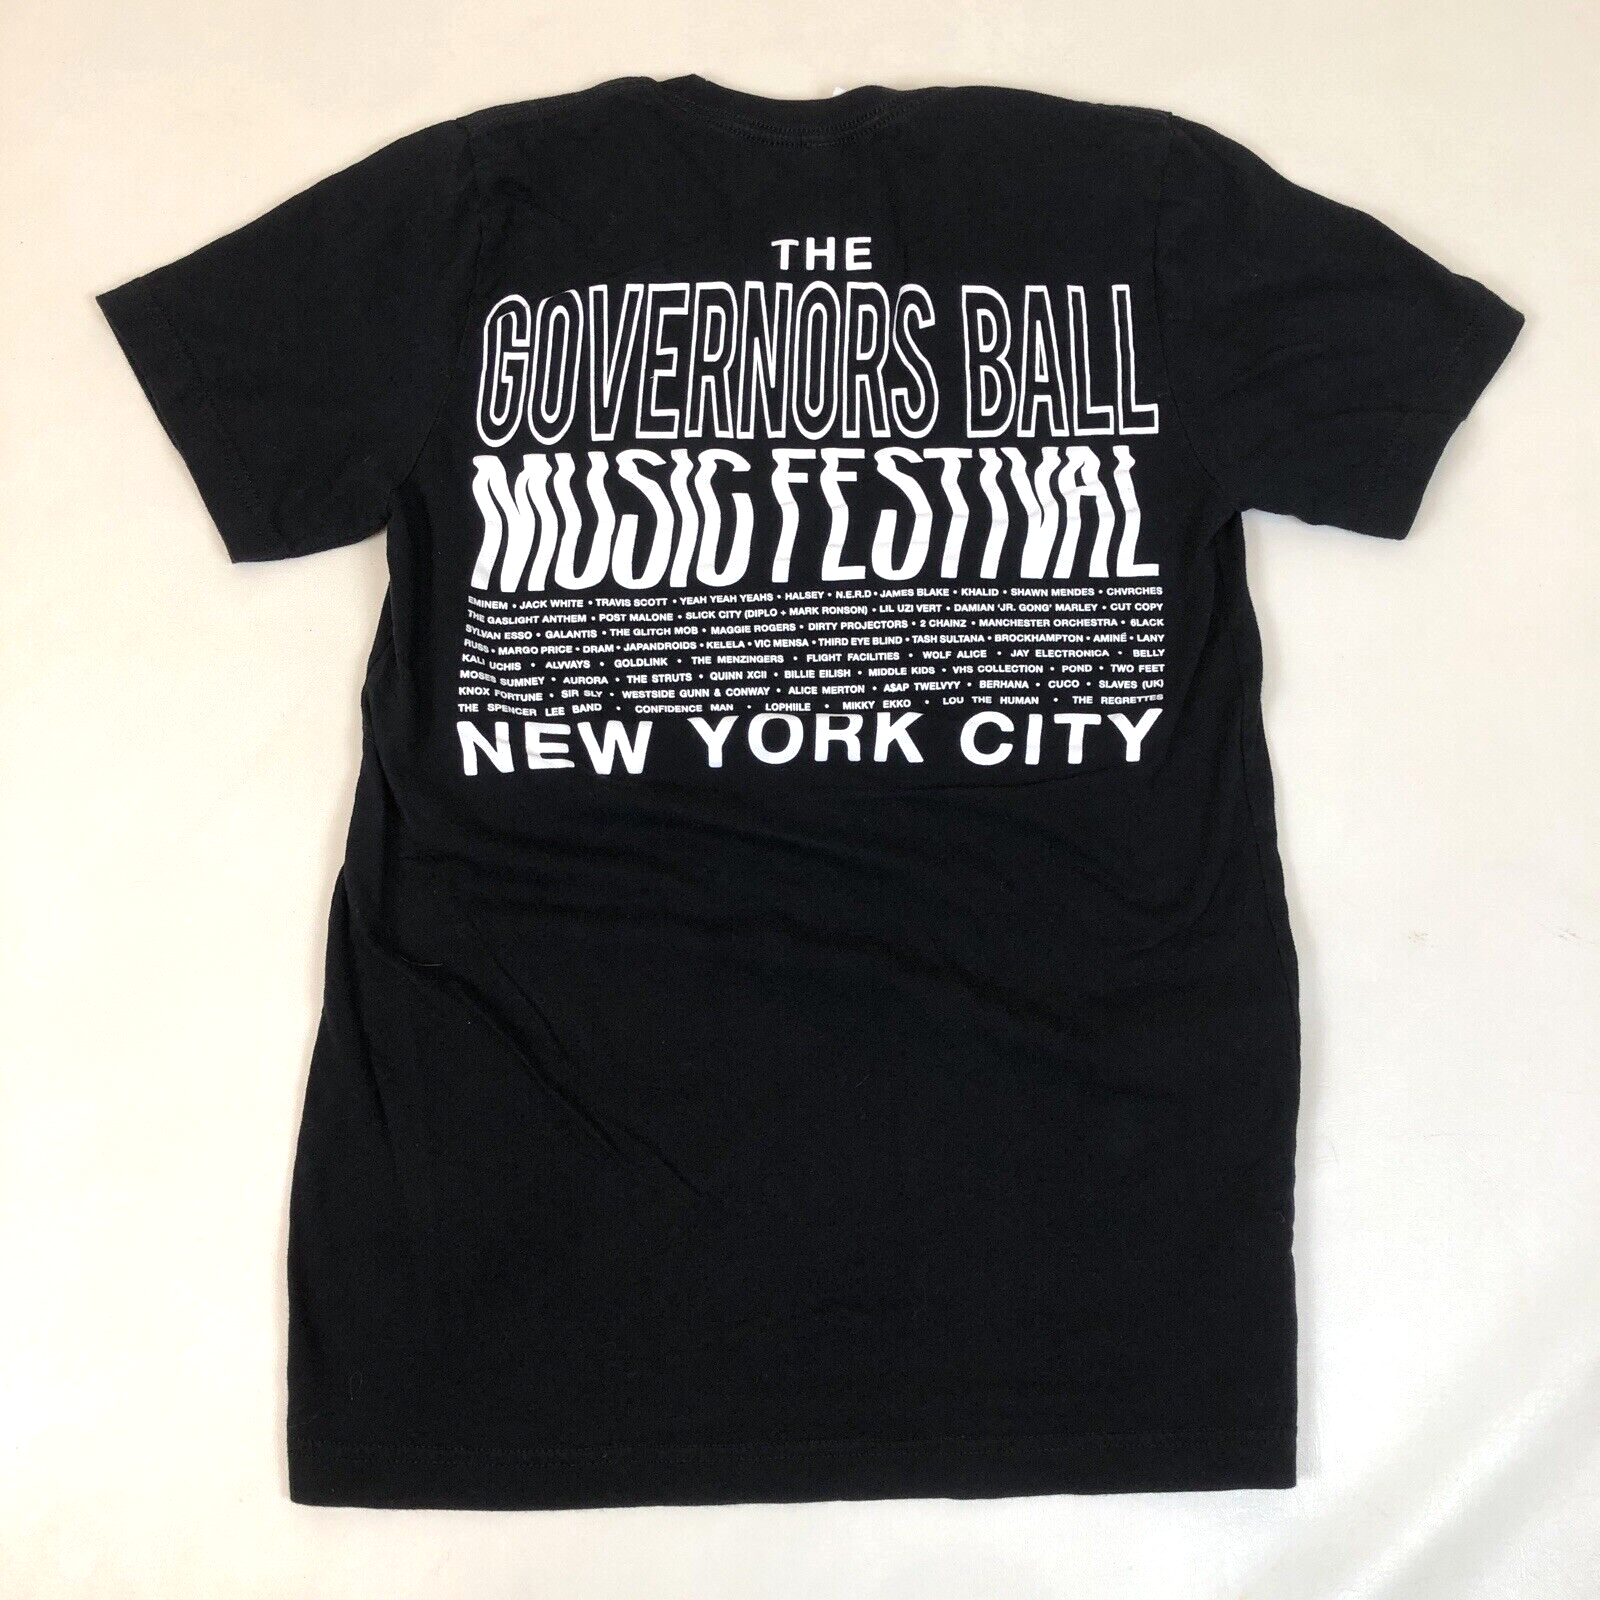 THE
GOVERNORS BALL
MUSIC FESTIVAL
EMINEM • JACK WHITE • TRAVIS SCOTT • YEAH YEAH YEAHS • HALSEY • N.E.R.D • JAMES BLAKE • KHALID • SHAWN MENDES • CHVRCHES
THE GASLIGHT ANTHEM • POST MALONE • SLICK CITY (DIPLO + MARK RONSON) • LIL UZI VERT • DAMIAN 'JR. GONG' MARLEY • CUT COPY
SYLVAN ESSO • GALANTIS • THE GLITCH MOB • MAGGIE ROGERS • DIRTY PROJECTORS • 2 CHAINZ • MANCHESTER ORCHESTRA • 6LACK
RUSS • MARGO PRICE • DRAM • JAPANDROIDS • KELELA • VIC MENSA • THIRD EYE BLIND • TASH SULTANA • BROCKHAMPTON • AMINÉ • LANY
KALI UCHIS • ALVVAYS • GOLDLINK • THE MENZINGERS • FLIGHT FACILITIES • WOLF ALICE • JAY ELECTRONICA • BELLY
MOSES SUMNEY • AURORA • THE STRUTS • QUINN XCII • BILLIE EILISH • MIDDLE KIDS • VHS COLLECTION • POND • TWO FEET
KNOX FORTUNE • SIR SLY • WESTSIDE GUNN & CONWAY • ALICE MERTON • A$AP TWELVYY • BERHANA • CUCO • SLAVES (UK)
THE SPENCER LEE BAND • CONFIDENCE MAN • LOPHIILE • MIKKY EKKO • LOU THE HUMAN • THE REGRETTES
NEW YORK CITY